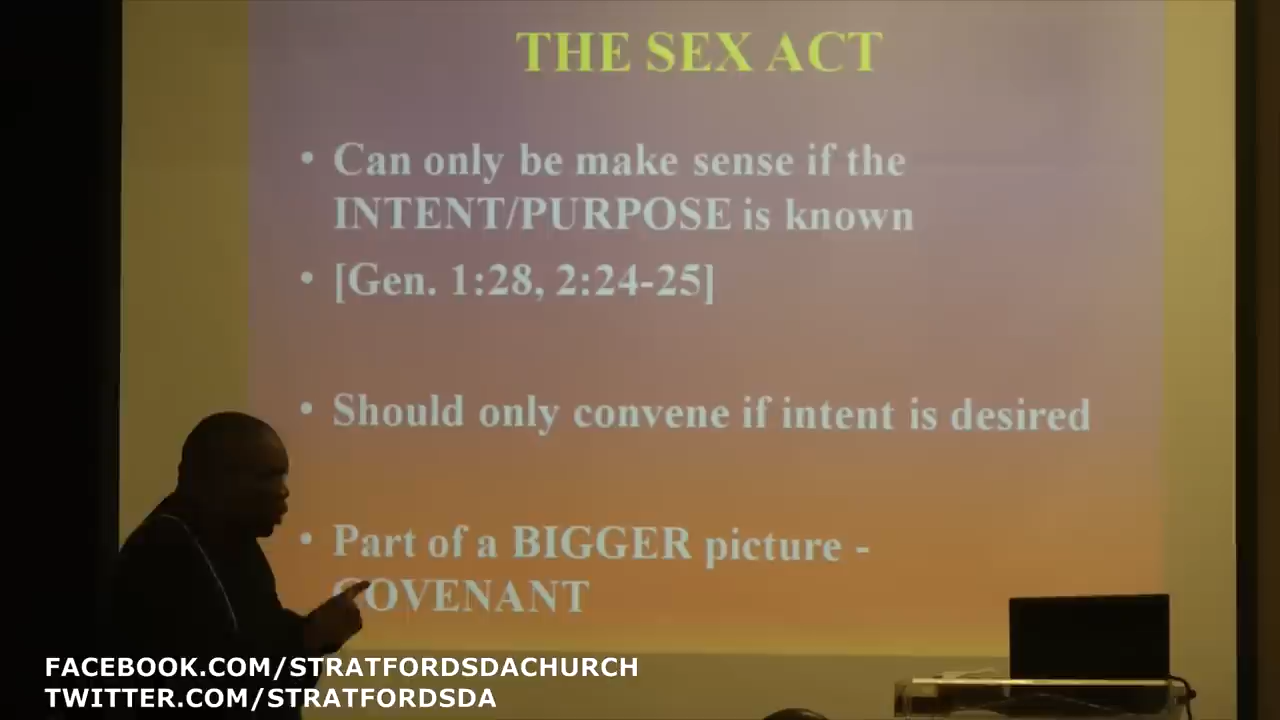 THE SEX ACT
• Can only be make sense if the
INTENT/PURPOSE is known
• [Gen. 1:28, 2:24-25]
• Should only convene if intent is desired
• Part of a BIGGER picture -
COVENANT
FACEBOOK.COM/STRATFORDSDACHURCH
TWITTER.COM/STRATFORDSDA